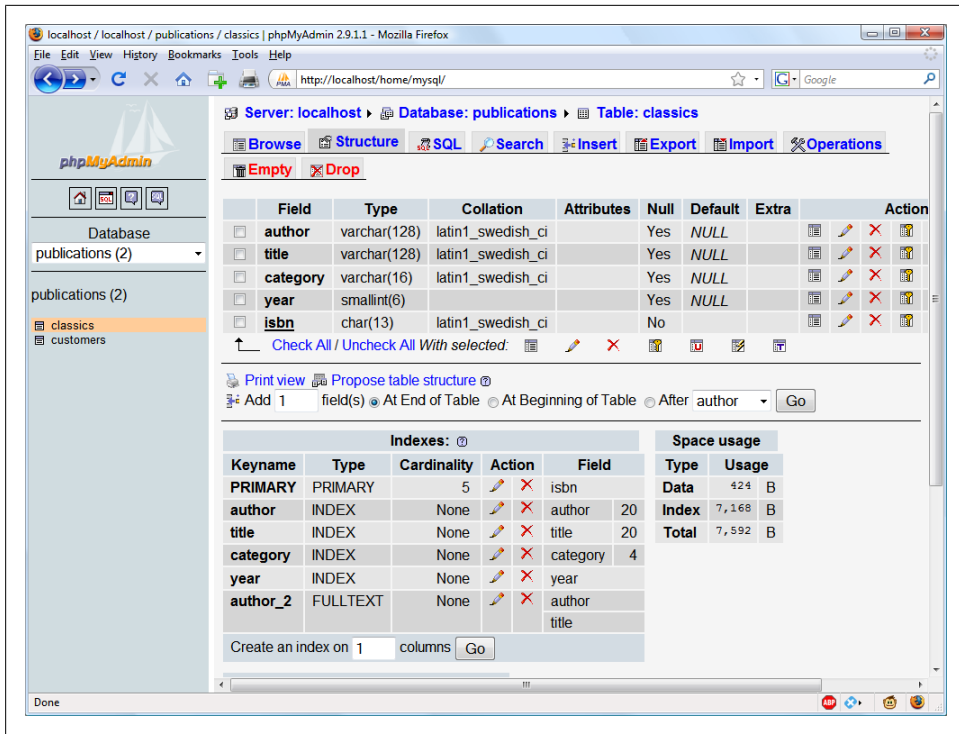 localhost / localhost / publications / classics | phpMyAdmin 2.9.1.1 - Mozilla Firefox
File Edit View History Bookmarks Tools Help
PMA http://localhost/home/mysql/ G Google
phpMyAdmin
SQL
Database
publications (2)
publications (2)
classics
customers
Server: localhost Database: publications Table: classics
Browse Structure SQL Search Insert Export Import Operations
Empty Drop
Field Type Collation Attributes Null Default Extra Action
author varchar(128) latin1_swedish_ci Yes NULL
title varchar(128) latin1_swedish_ci Yes NULL
category varchar(16) latin1_swedish_ci Yes NULL
year smallint(6) Yes NULL
isbn char(13) latin1_swedish_ci No
Check All / Uncheck All With selected: U T
Print view Propose table structure
Add 1 field(s) At End of Table At Beginning of Table After author Go
Indexes:
Keyname Type Cardinality Action Field
PRIMARY PRIMARY 5 isbn
author INDEX None author 20
title INDEX None title 20
category INDEX None category 4
year INDEX None year
author_2 FULLTEXT None author
title
Create an index on 1 columns Go
Space usage
Type Usage
Data 424 B
Index 7,168 B
Total 7,592 B
Done ABP